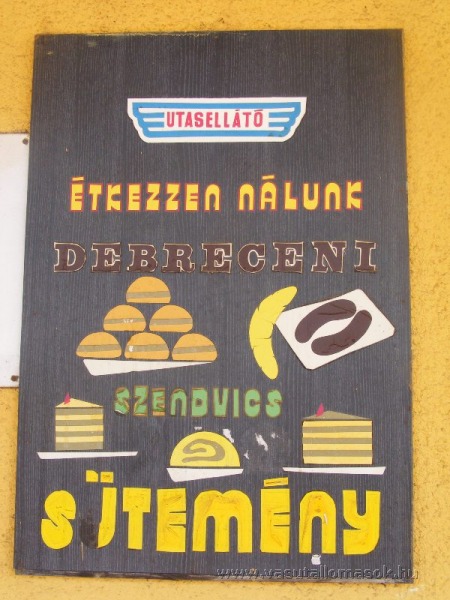 UTASELLÁTÓ
ÉTKEZZEN NÁLUNK
DEBRECENI
SZENDVICS
SÜTEMÉNY
© www.vasutallomasok.hu